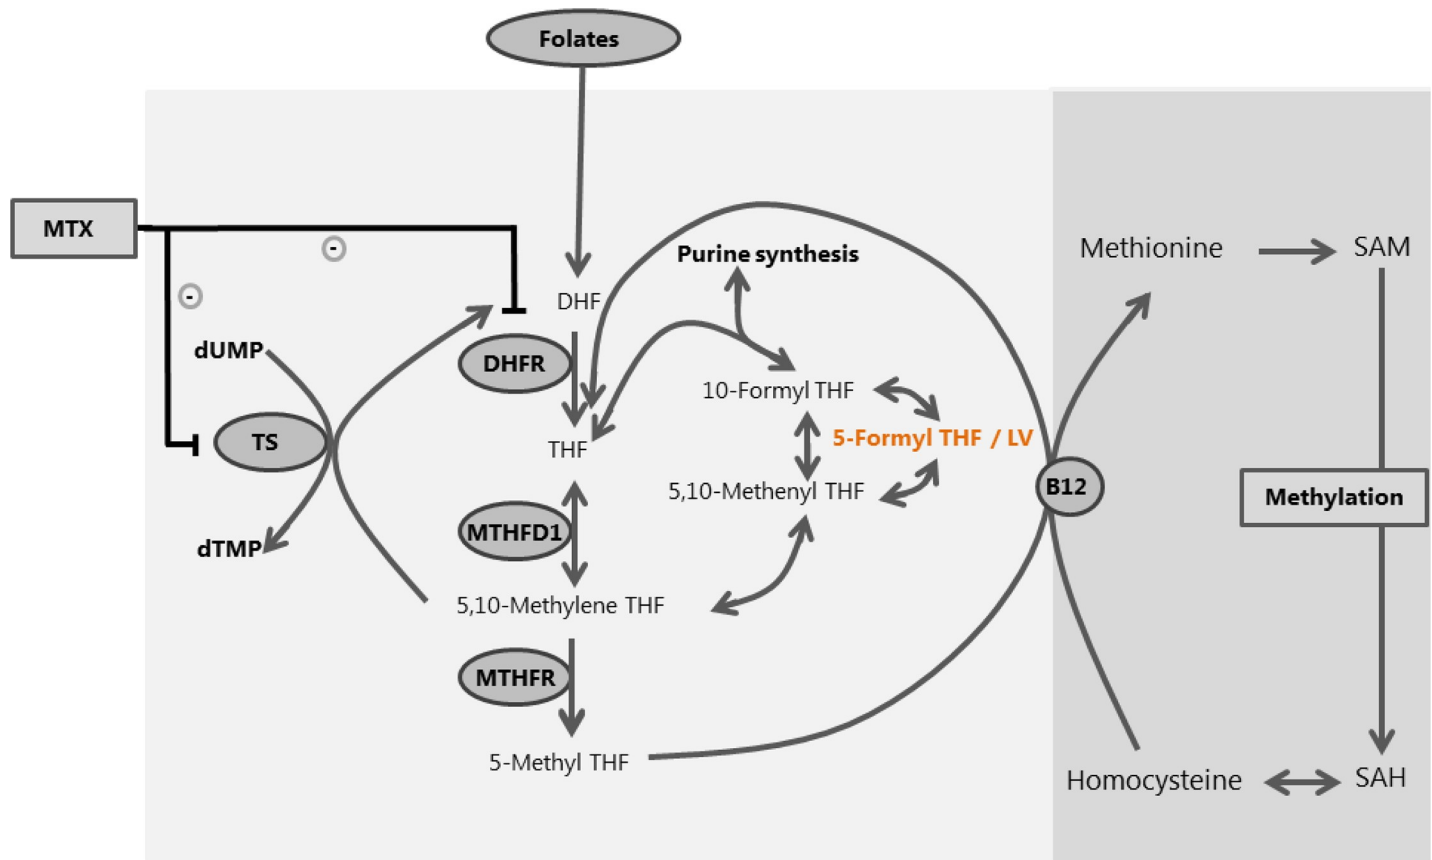 Folates
MTX
-
-
Purine synthesis
Methionine
SAM
DHF
dUMP
DHFR
10-Formyl THF
5-Formyl THF / LV
TS
THF
5,10-Methenyl THF
B12
Methylation
MTHFD1
dTMP
5,10-Methylene THF
MTHFR
5-Methyl THF
Homocysteine
SAH